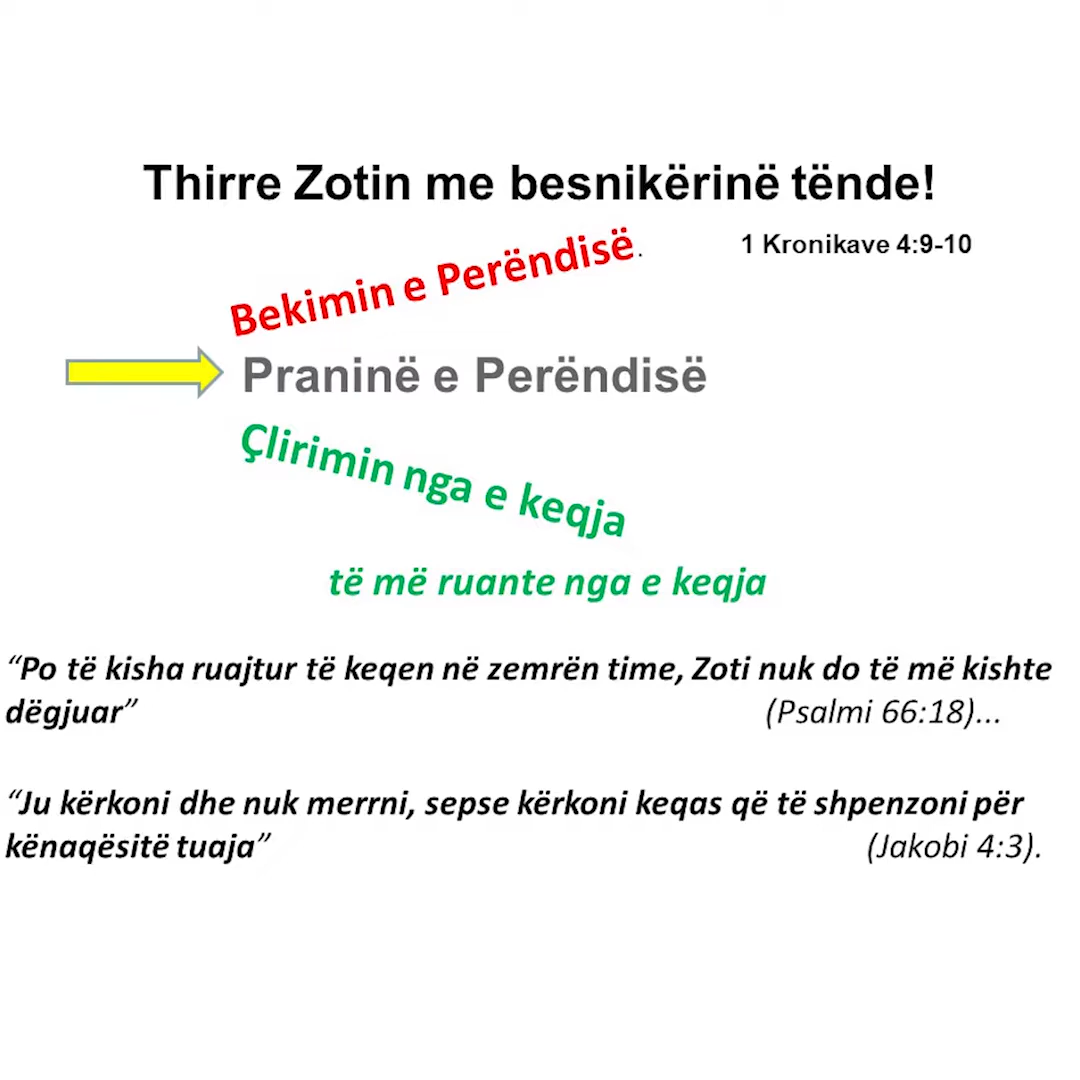 Thirre Zotin me besnikërinë tënde!
1 Kronikave 4:9-10
Bekimin e Perëndisë.
Praninë e Perëndisë
Çlirimin nga e keqja
të më ruante nga e keqja
“Po të kisha ruajtur të keqen në zemrën time, Zoti nuk do të më kishte
dëgjuar” (Psalmi 66:18)...
“Ju kërkoni dhe nuk merrni, sepse kërkoni keqas që të shpenzoni për
kënaqësitë tuaja” (Jakobi 4:3).